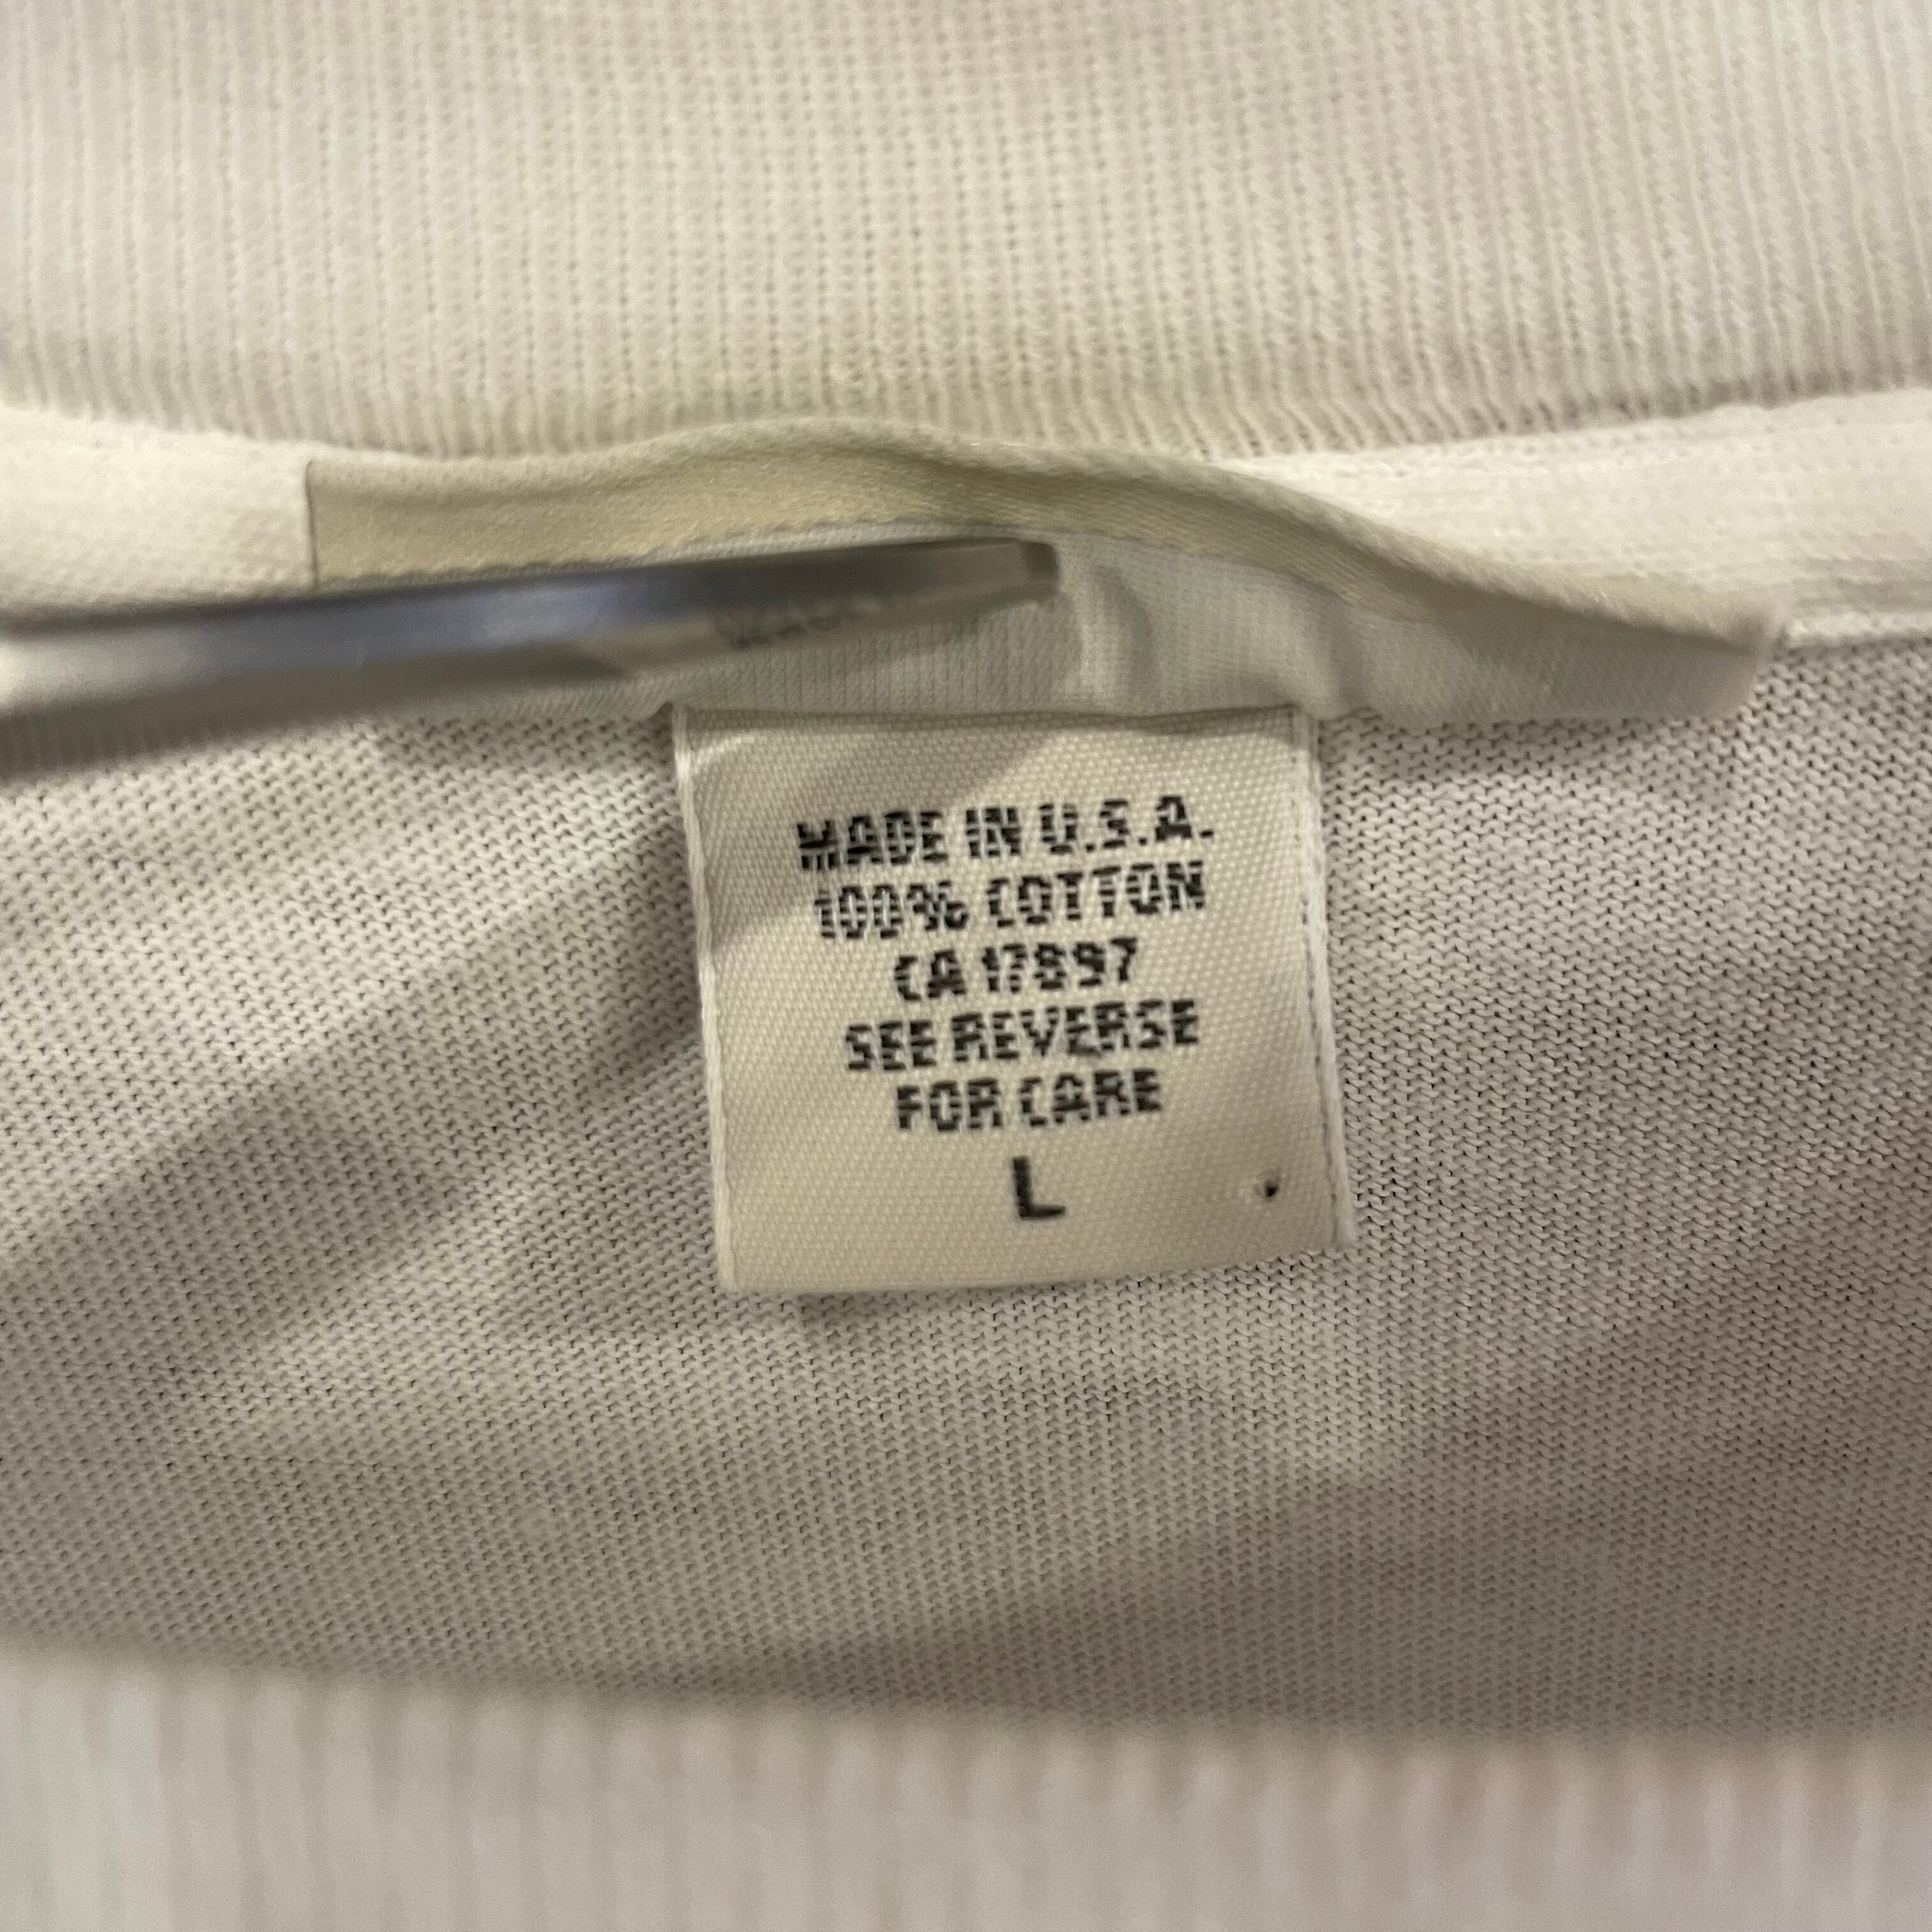 MADE IN U.S.A.
100% COTTON
CA 17897
SEE REVERSE
FOR CARE
L